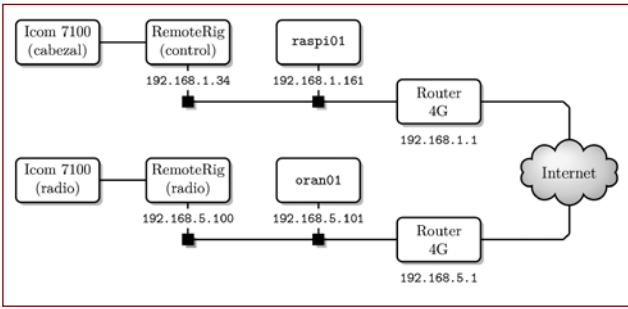 Icom 7100
(cabezal)
RemoteRig
(control)
raspi01
192.168.1.34
192.168.1.161
Router
4G
192.168.1.1
Internet
Icom 7100
(radio)
RemoteRig
(radio)
oran01
192.168.5.100
192.168.5.101
Router
4G
192.168.5.1